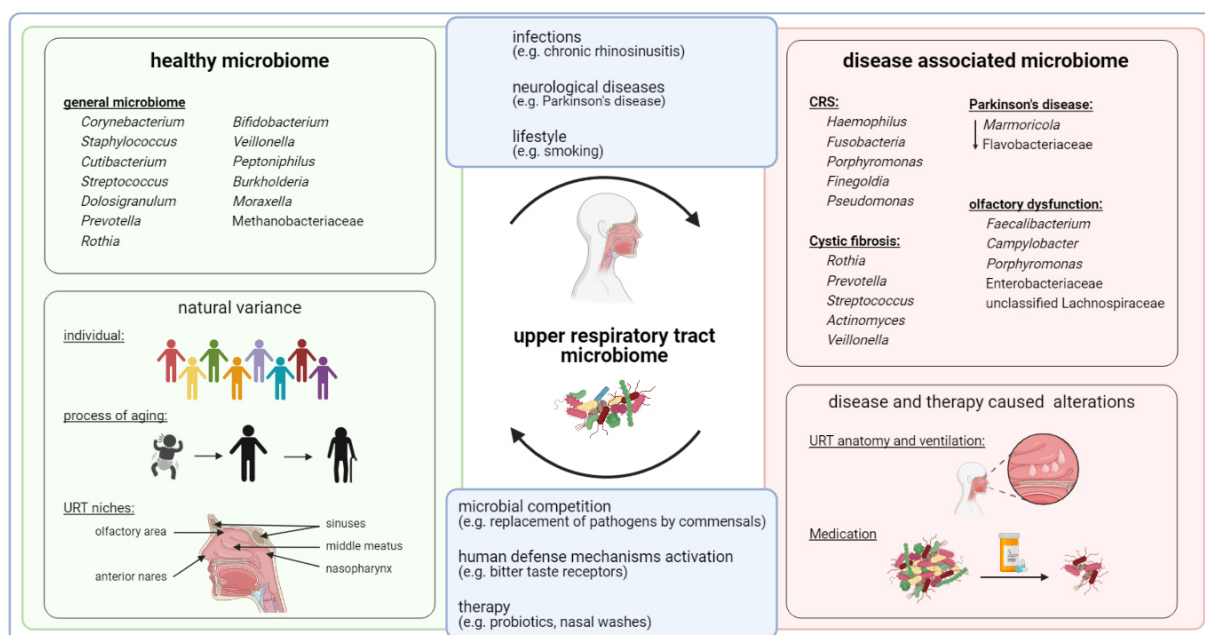 healthy microbiome
general microbiome
Corynebacterium
Staphylococcus
Cutibacterium
Streptococcus
Dolosigranulum
Prevotella
Rothia
Bifidobacterium
Veillonella
Peptoniphilus
Burkholderia
Moraxella
Methanobacteriaceae
natural variance
individual:
process of aging:
URT niches:
olfactory area
anterior nares
sinuses
middle meatus
nasopharynx
infections
(e.g. chronic rhinosinusitis)
neurological diseases
(e.g. Parkinson's disease)
lifestyle
(e.g. smoking)
upper respiratory tract
microbiome
microbial competition
(e.g. replacement of pathogens by commensals)
human defense mechanisms activation
(e.g. bitter taste receptors)
therapy
(e.g. probiotics, nasal washes)
disease associated microbiome
CRS:
Haemophilus
Fusobacteria
Porphyromonas
Finegoldia
Pseudomonas
Cystic fibrosis:
Rothia
Prevotella
Streptococcus
Actinomyces
Veillonella
Parkinson's disease:
Marmoricola
Flavobacteriaceae
olfactory dysfunction:
Faecalibacterium
Campylobacter
Porphyromonas
Enterobacteriaceae
unclassified Lachnospiraceae
disease and therapy caused alterations
URT anatomy and ventilation:
Medication